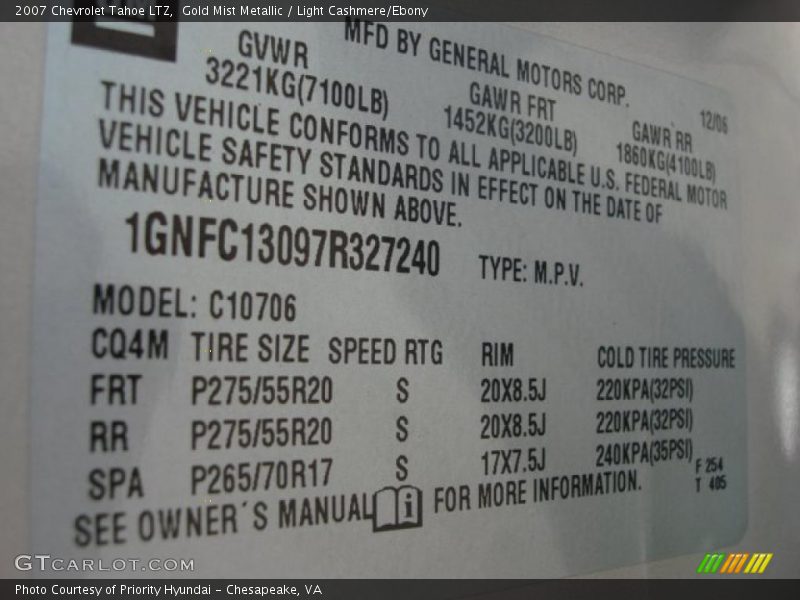 2007 Chevrolet Tahoe LTZ, Gold Mist Metallic / Light Cashmere/Ebony
MFD BY GENERAL MOTORS CORP.
12/06
GVWR GAWR FRT GAWR RR
3221KG(7100LB) 1452KG(3200LB) 1860KG(4100LB)
THIS VEHICLE CONFORMS TO ALL APPLICABLE U.S. FEDERAL MOTOR
VEHICLE SAFETY STANDARDS IN EFFECT ON THE DATE OF
MANUFACTURE SHOWN ABOVE.
1GNFC13097R327240 TYPE: M.P.V.
MODEL: C10706
CQ4M TIRE SIZE SPEED RTG RIM COLD TIRE PRESSURE
FRT P275/55R20 S 20X8.5J 220KPA(32PSI)
RR P275/55R20 S 20X8.5J 220KPA(32PSI)
SPA P265/70R17 S 17X7.5J 240KPA(35PSI)
F 254
T 405
SEE OWNER´S MANUAL i FOR MORE INFORMATION.
GTCARLOT.COM
Photo Courtesy of Priority Hyundai - Chesapeake, VA